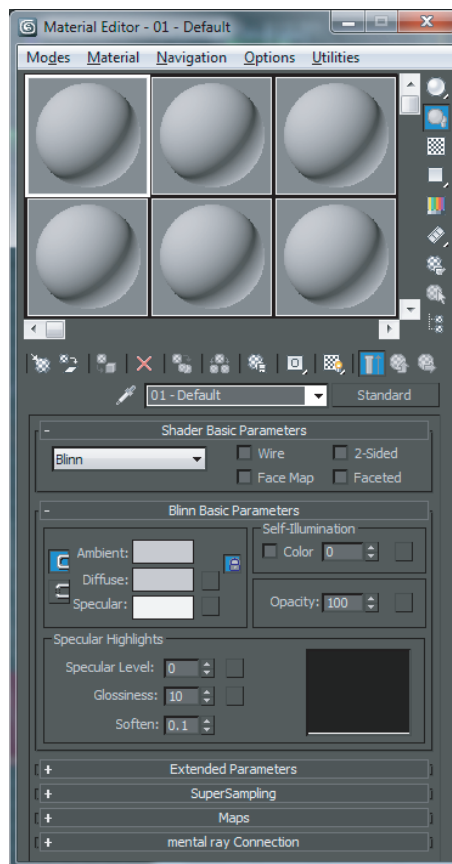 Material Editor - 01 - Default
Modes Material Navigation Options Utilities
01 - Default Standard
- Shader Basic Parameters
Blinn
Wire 2-Sided
Face Map Faceted
- Blinn Basic Parameters
Ambient:
Diffuse:
Specular:
Self-Illumination
Color 0
Opacity: 100
Specular Highlights
Specular Level: 0
Glossiness: 10
Soften: 0.1
+ Extended Parameters
+ SuperSampling
+ Maps
+ mental ray Connection